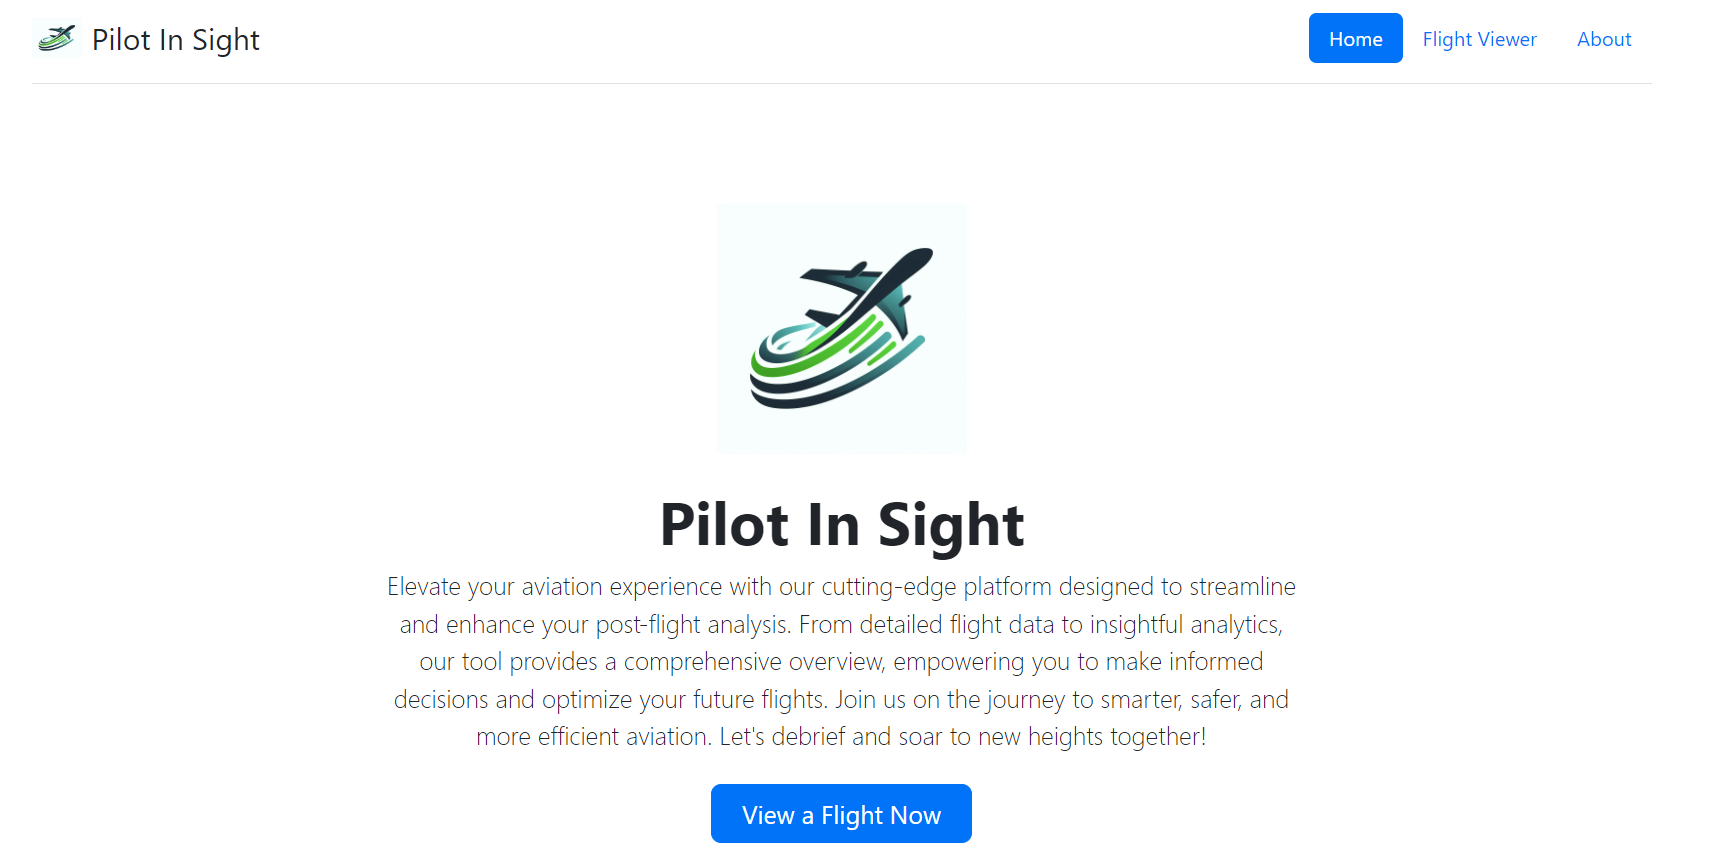 Pilot In Sight
Home
Flight Viewer
About
Pilot In Sight
Elevate your aviation experience with our cutting-edge platform designed to streamline
and enhance your post-flight analysis. From detailed flight data to insightful analytics,
our tool provides a comprehensive overview, empowering you to make informed
decisions and optimize your future flights. Join us on the journey to smarter, safer, and
more efficient aviation. Let's debrief and soar to new heights together!
View a Flight Now